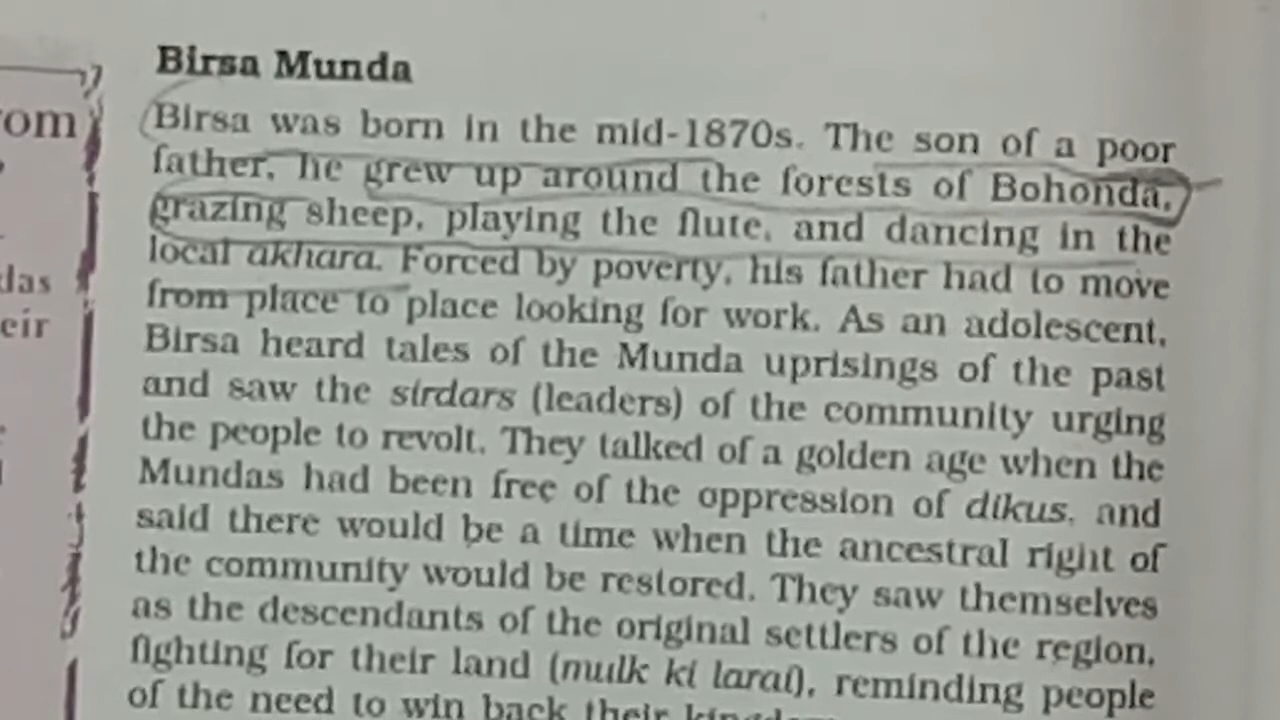 Birsa Munda
Birsa was born in the mid-1870s. The son of a poor
father, he grew up around the forests of Bohonda,
grazing sheep, playing the flute, and dancing in the
local akhara. Forced by poverty, his father had to move
from place to place looking for work. As an adolescent,
Birsa heard tales of the Munda uprisings of the past
and saw the sirdars (leaders) of the community urging
the people to revolt. They talked of a golden age when the
Mundas had been free of the oppression of dikus, and
said there would be a time when the ancestral right of
the community would be restored. They saw themselves
as the descendants of the original settlers of the region,
fighting for their land (mulk ki larai), reminding people
of the need to win back their
om
das
eir